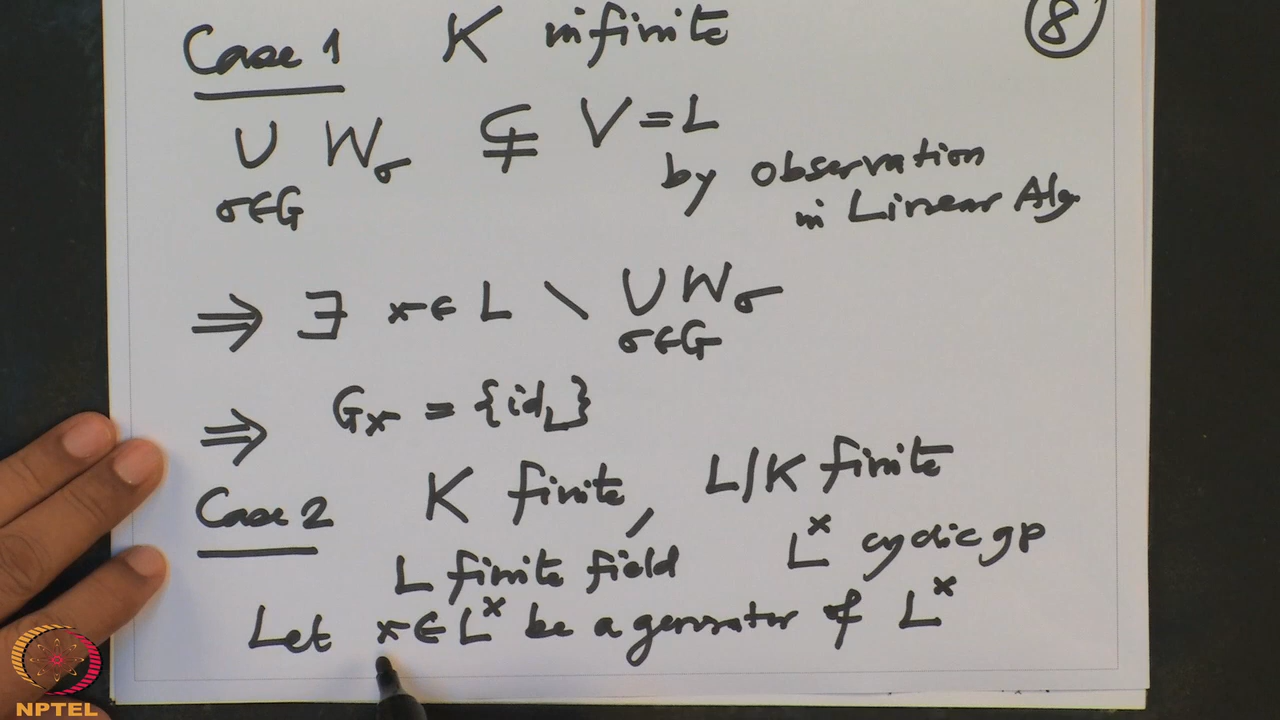 Case 1 K infinite ⑧
∪ W_σ ⊊ V = L
σ∈G
by observation
in Linear Alg.
⇒ ∃ x ∈ L \ ∪ W_σ
σ∈G
⇒ G_x = {id_L}
Case 2 K finite, L/K finite
L finite field L^× cyclic gp
Let x ∈ L^× be a generator of L^×
NPTEL